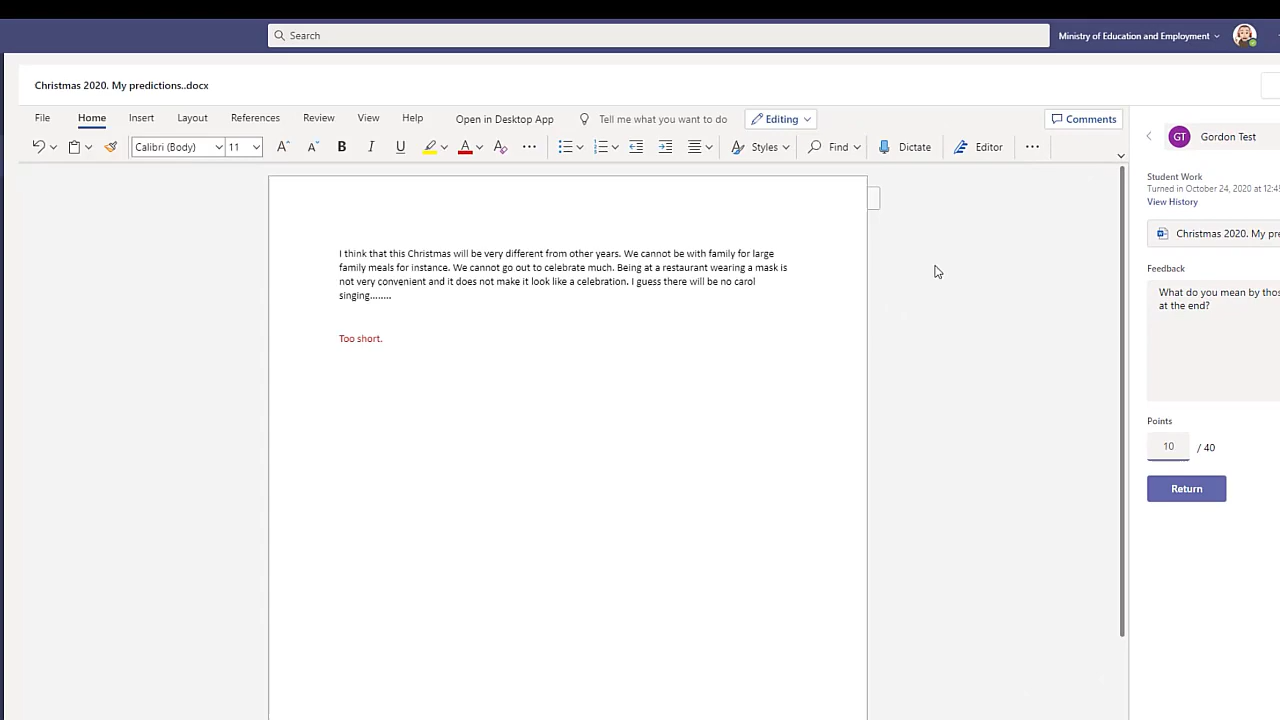 Search
Ministry of Education and Employment
Christmas 2020. My predictions..docx
File Home Insert Layout References Review View Help Open in Desktop App Tell me what you want to do Editing Comments
Calibri (Body) 11 A A B I U A A Styles Find Dictate Editor
GT Gordon Test
Student Work
Turned in October 24, 2020 at 12:4
View History
Christmas 2020. My pre
I think that this Christmas will be very different from other years. We cannot be with family for large
family meals for instance. We cannot go out to celebrate much. Being at a restaurant wearing a mask is
not very convenient and it does not make it look like a celebration. I guess there will be no carol
singing........
Too short.
Feedback
What do you mean by thos
at the end?
Points
10 / 40
Return